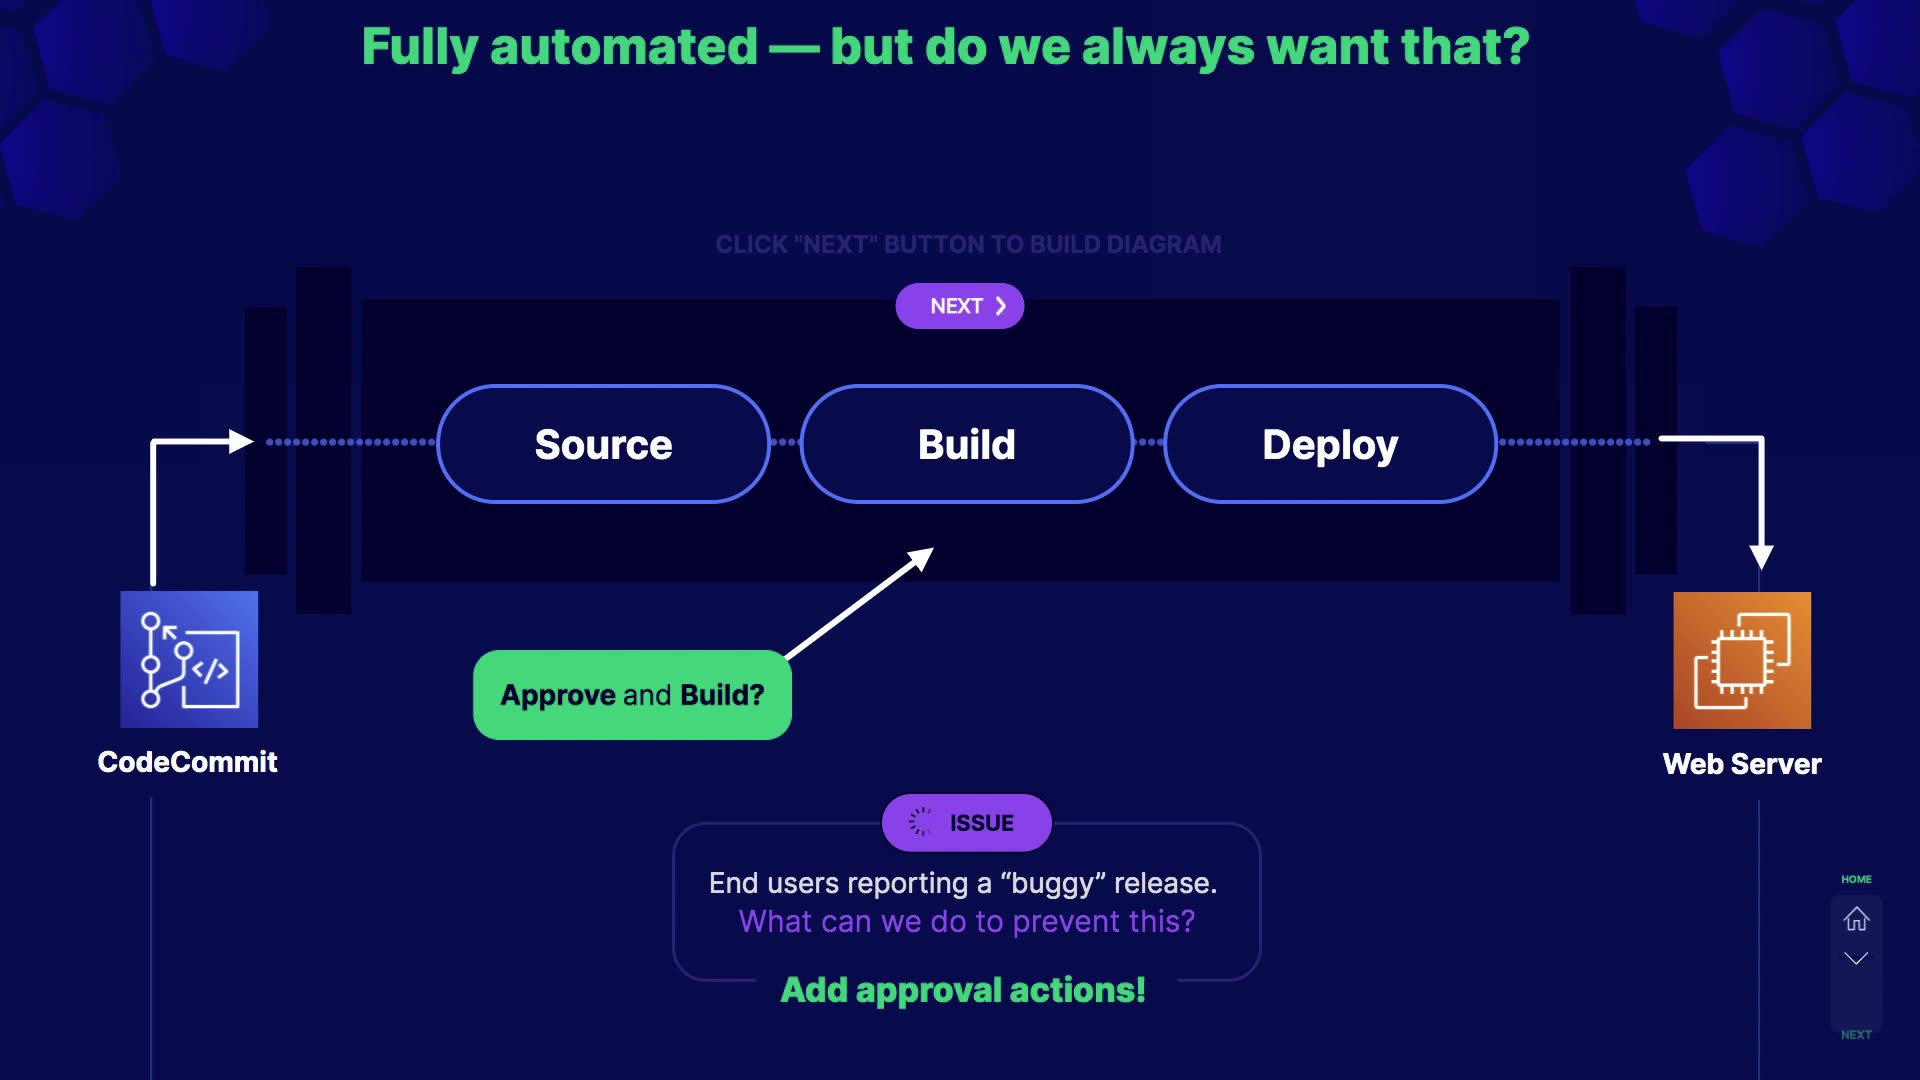 Fully automated — but do we always want that?
CLICK "NEXT" BUTTON TO BUILD DIAGRAM
NEXT
Source
Build
Deploy
Approve and Build?
CodeCommit
Web Server
ISSUE
End users reporting a “buggy” release.
What can we do to prevent this?
Add approval actions!
HOME
NEXT